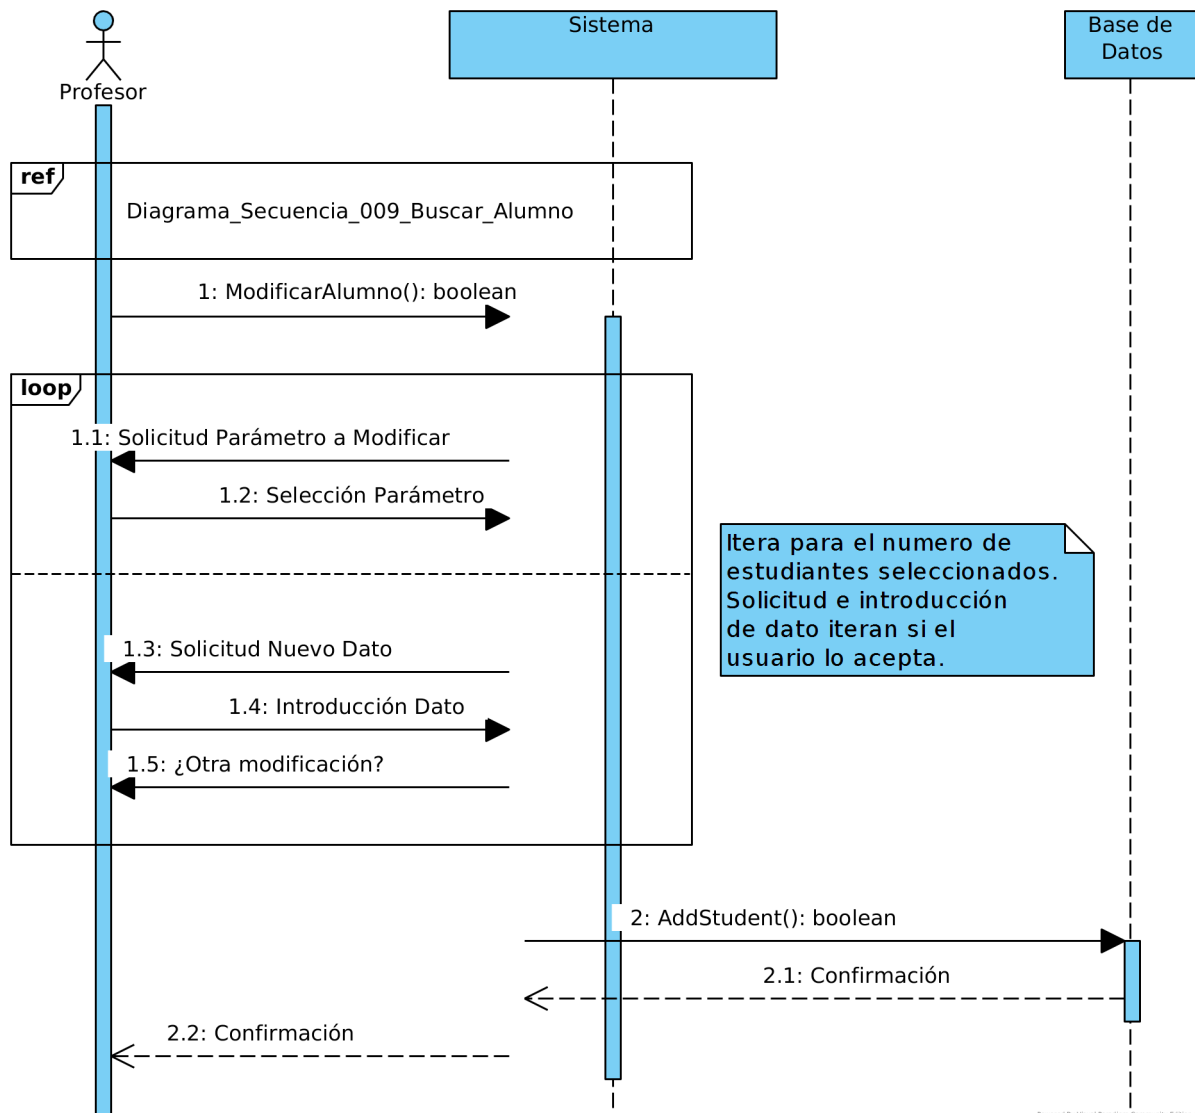 Sistema
Base de
Datos
Profesor
ref
Diagrama_Secuencia_009_Buscar_Alumno
1: ModificarAlumno(): boolean
loop
1.1: Solicitud Parámetro a Modificar
1.2: Selección Parámetro
Itera para el numero de
estudiantes seleccionados.
Solicitud e introducción
de dato iteran si el
usuario lo acepta.
1.3: Solicitud Nuevo Dato
1.4: Introducción Dato
1.5: ¿Otra modificación?
2: AddStudent(): boolean
2.1: Confirmación
2.2: Confirmación